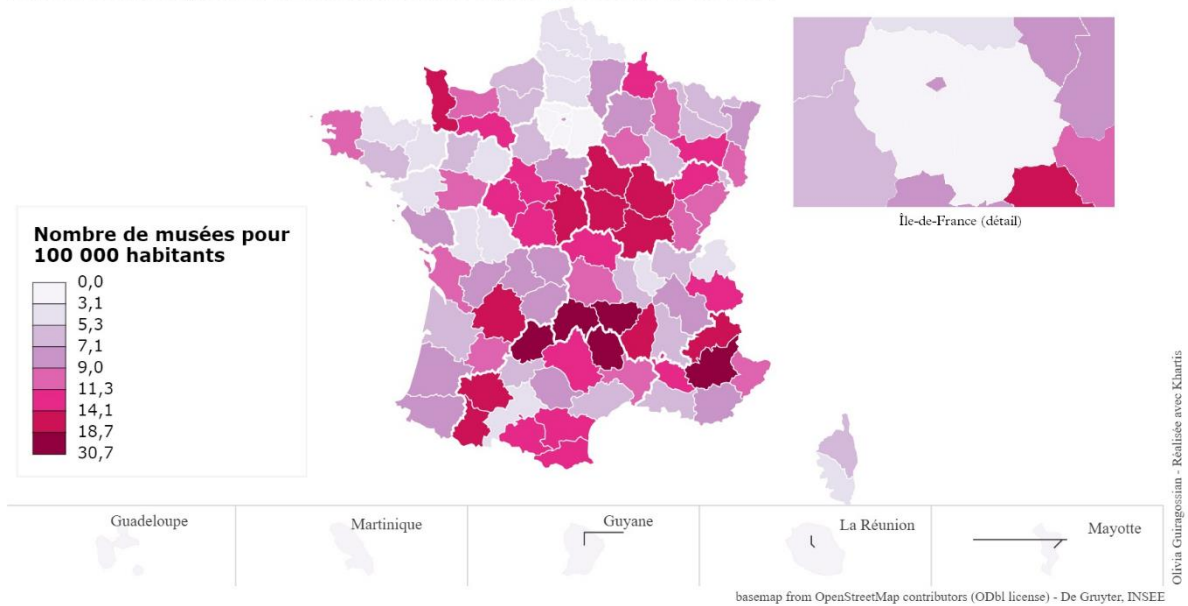 Île-de-France (détail)
Nombre de musées pour
100 000 habitants
0,0
3,1
5,3
7,1
9,0
11,3
14,1
18,7
30,7
Olivia Guiragossian - Réalisée avec Khartis
Guadeloupe
Martinique
Guyane
La Réunion
Mayotte
basemap from OpenStreetMap contributors (ODbl license) - De Gruyter, INSEE